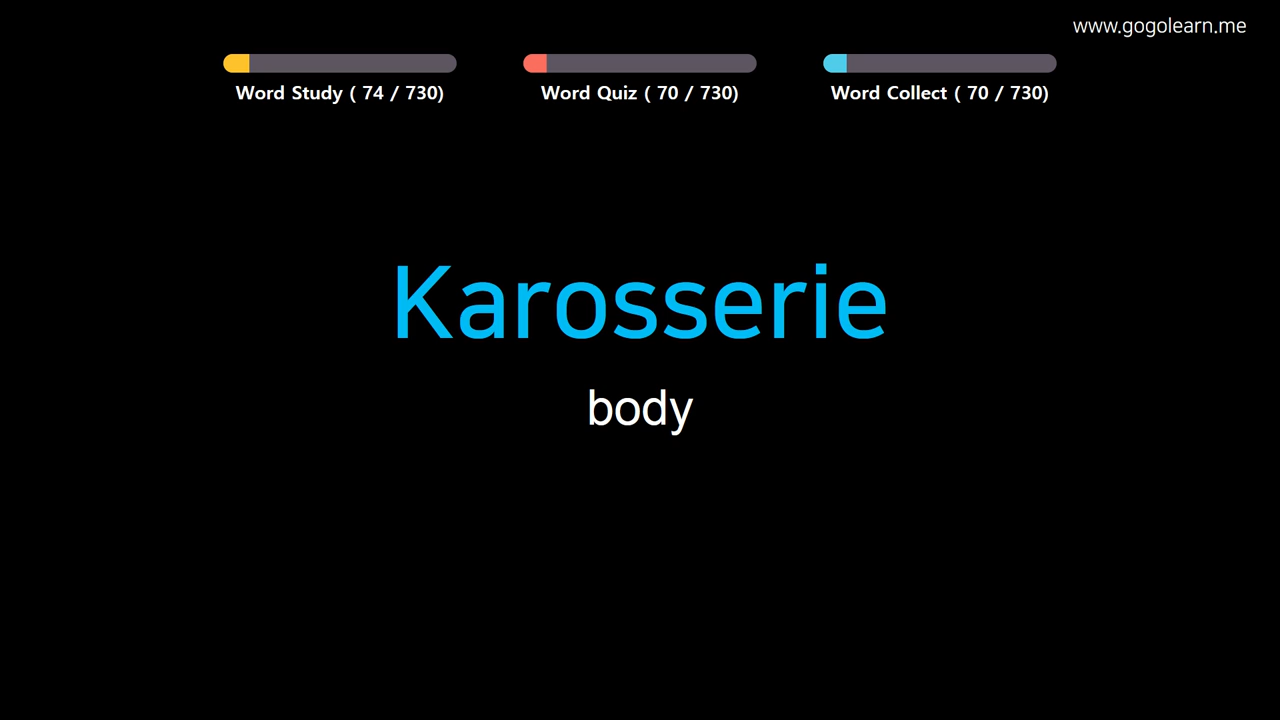 www.gogolearn.me
Word Study ( 74 / 730)
Word Quiz ( 70 / 730)
Word Collect ( 70 / 730)
Karosserie
body